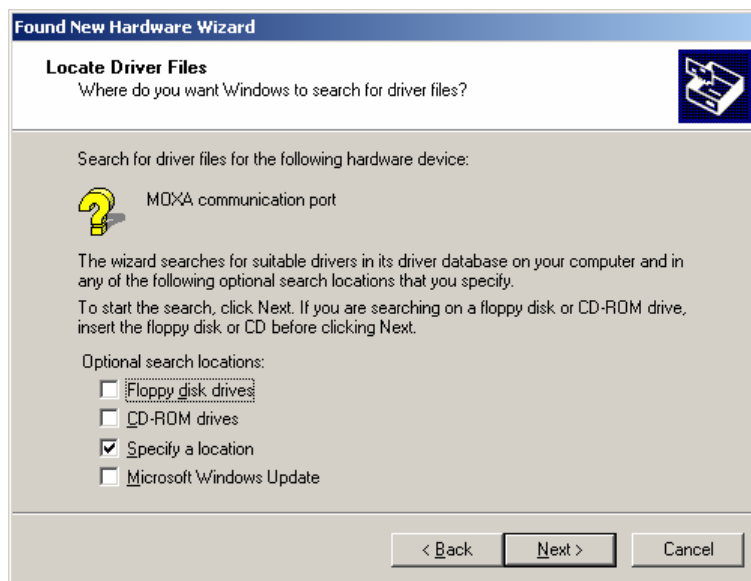 Found New Hardware Wizard
Locate Driver Files
Where do you want Windows to search for driver files?
Search for driver files for the following hardware device:
MOXA communication port
The wizard searches for suitable drivers in its driver database on your computer and in
any of the following optional search locations that you specify.
To start the search, click Next. If you are searching on a floppy disk or CD-ROM drive,
insert the floppy disk or CD before clicking Next.
Optional search locations:
Floppy disk drives
CD-ROM drives
Specify a location
Microsoft Windows Update
< Back Next > Cancel